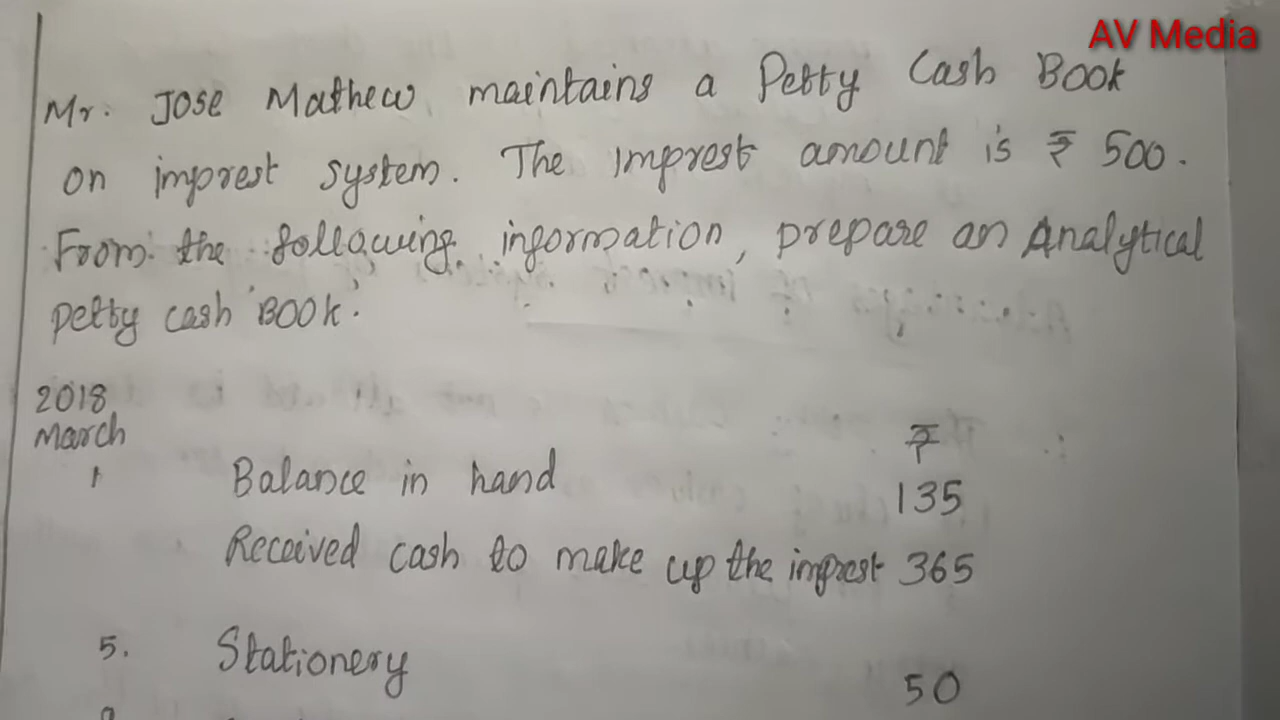 AV Media
Mr. Jose Mathew maintains a Petty Cash Book
on imprest system. The Imprest amount is ₹ 500.
From the following information, prepare an Analytical
petty cash Book.
2018
March ₹
1 Balance in hand 135
Received cash to make up the imprest 365
5. Stationery 50